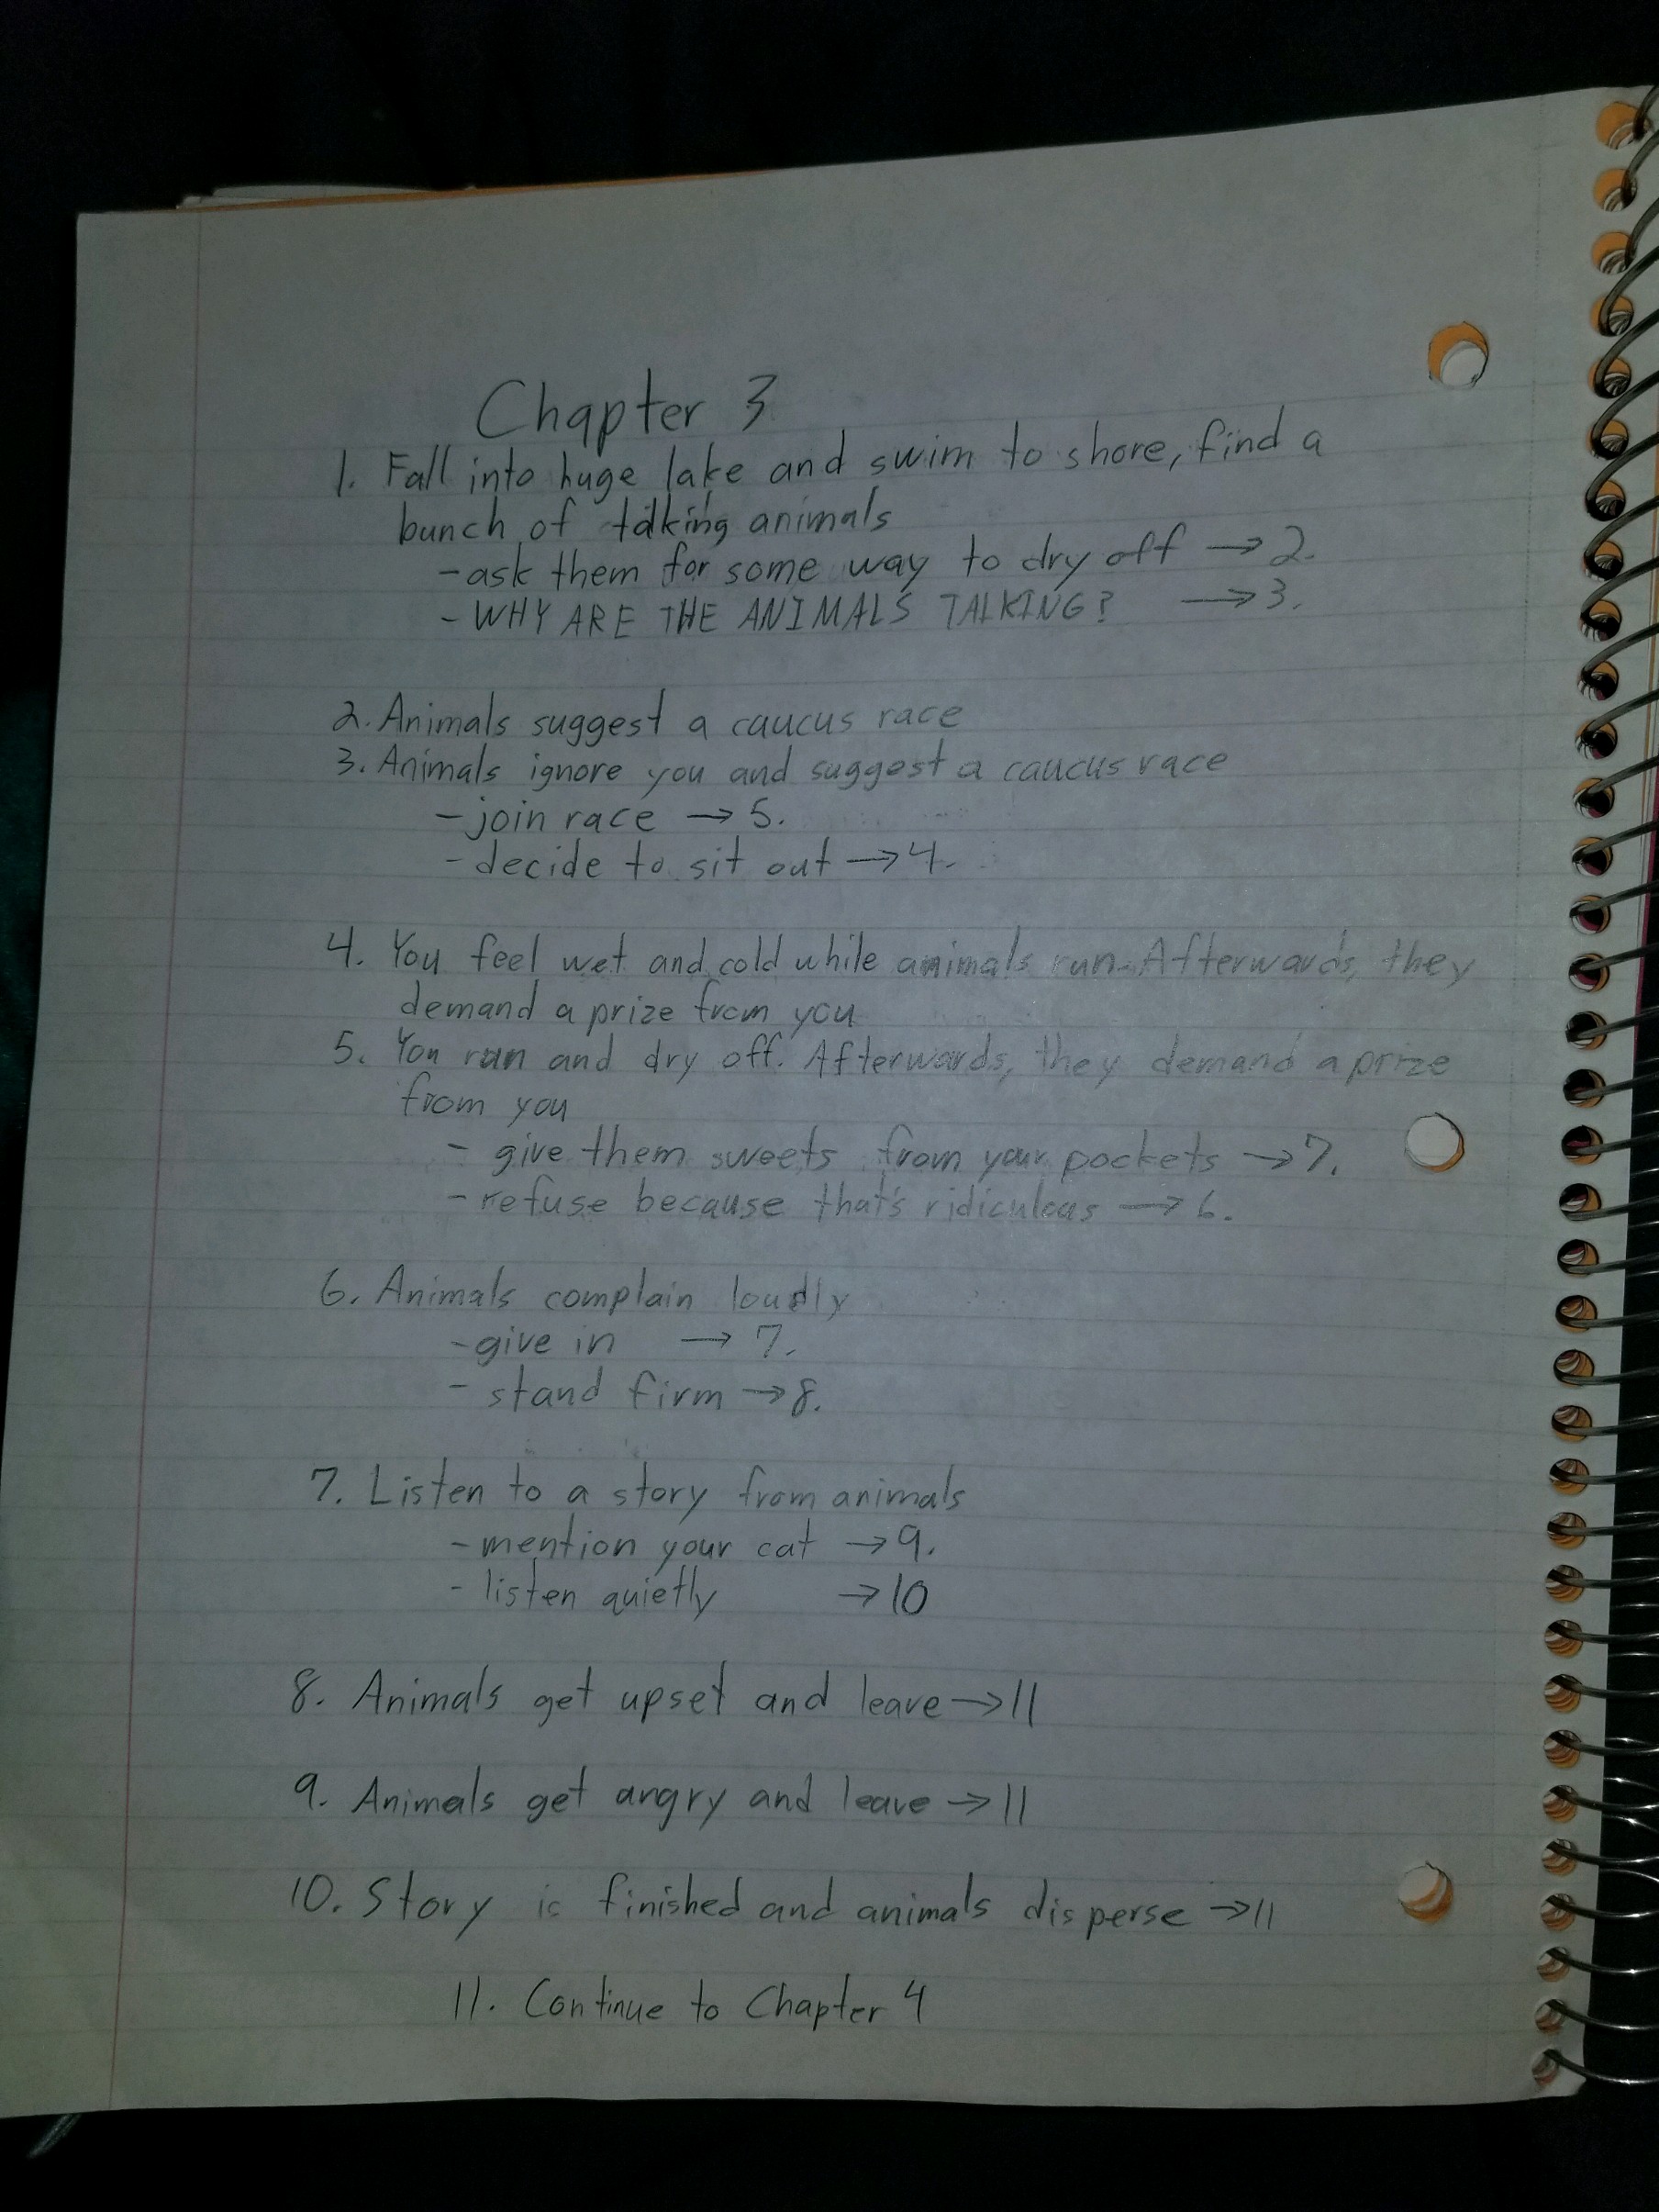 Chapter 3
1. Fall into huge lake and swim to shore, find a
bunch of talking animals
- ask them for some way to dry off → 2.
- WHY ARE THE ANIMALS TALKING? → 3.
2. Animals suggest a caucus race
3. Animals ignore you and suggest a caucus race
- join race → 5.
- decide to sit out → 4.
4. You feel wet and cold while animals run. Afterwards, they
demand a prize from you
5. You run and dry off. Afterwards, they demand a prize
from you
- give them sweets from your pockets → 7.
- refuse because that's ridiculous → 6.
6. Animals complain loudly
- give in → 7.
- stand firm → 8.
7. Listen to a story from animals
- mention your cat → 9.
- listen quietly → 10
8. Animals get upset and leave → 11
9. Animals get angry and leave → 11
10. Story is finished and animals disperse → 11
11. Continue to Chapter 4